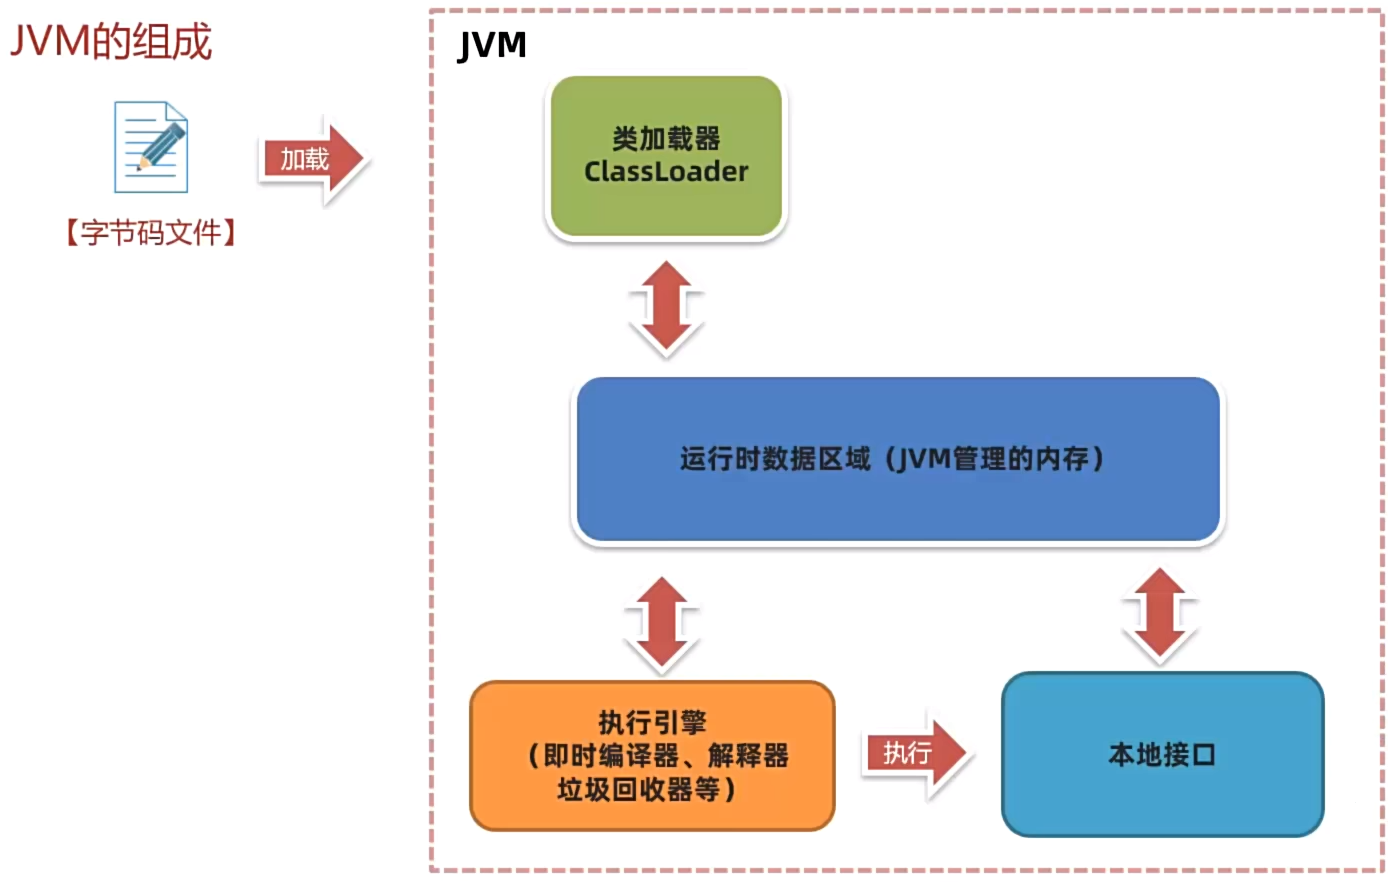 JVM的组成
加载
【字节码文件】
JVM
类加载器
ClassLoader
运行时数据区域（JVM管理的内存）
执行引擎
（即时编译器、解释器
垃圾回收器等）
执行
本地接口